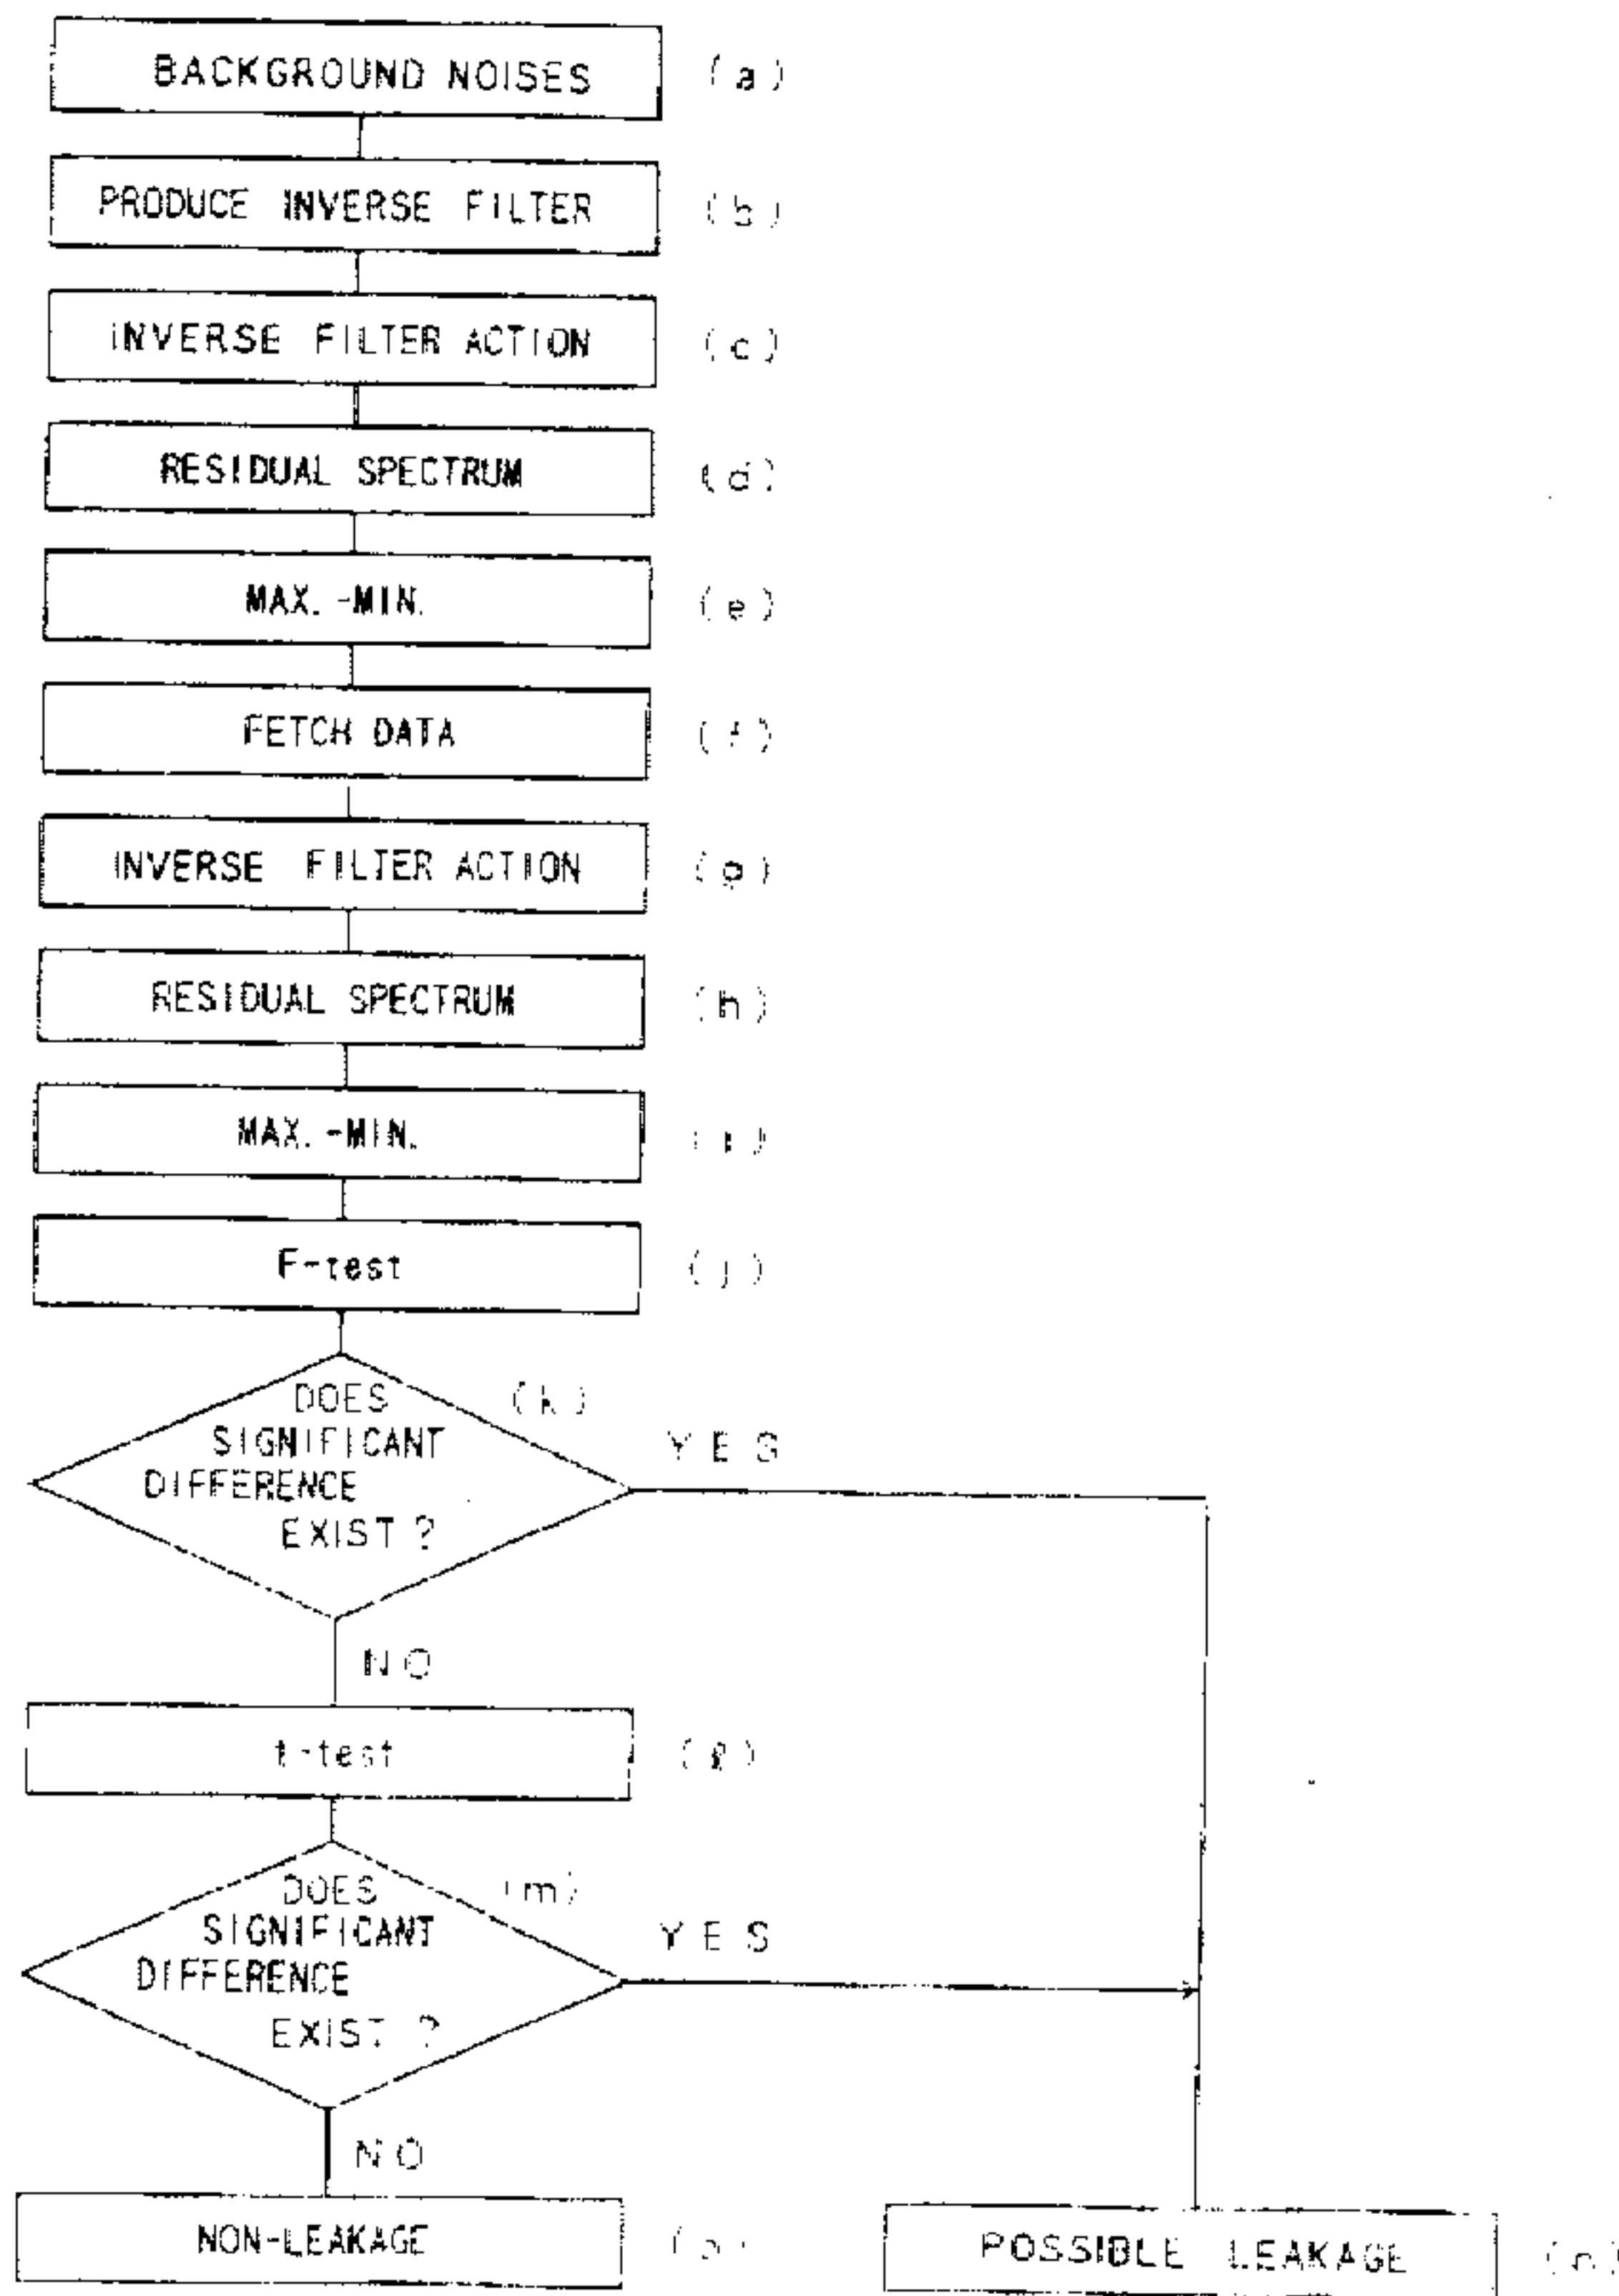 BACKGROUND NOISES (a)
PRODUCE INVERSE FILTER (b)
INVERSE FILTER ACTION (c)
RESIDUAL SPECTRUM (d)
MAX.-MIN. (e)
FETCH DATA (f)
INVERSE FILTER ACTION (g)
RESIDUAL SPECTRUM (h)
MAX.-MIN. (i)
F-test (j)
DOES (k)
SIGNIFICANT
DIFFERENCE
EXIST?
YES
NO
t-test (ℓ)
DOES (m)
SIGNIFICANT
DIFFERENCE
EXIST ?
YES
NO
NON-LEAKAGE
POSSIBLE LEAKAGE (n)